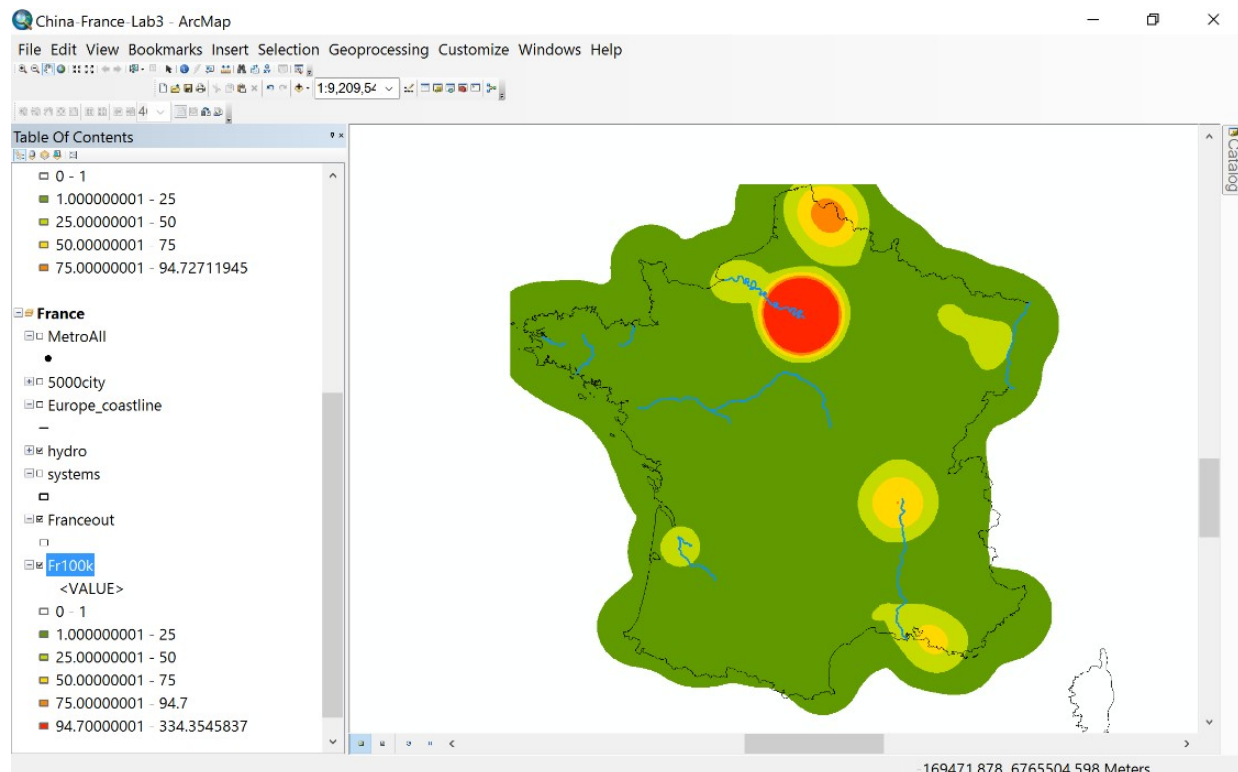 China-France-Lab3 - ArcMap
File Edit View Bookmarks Insert Selection Geoprocessing Customize Windows Help
1:9,209,54
Table Of Contents
0 - 1
1.000000001 - 25
25.00000001 - 50
50.00000001 - 75
75.00000001 - 94.72711945
France
MetroAll
5000city
Europe_coastline
hydro
systems
Franceout
Fr100k
<VALUE>
0 - 1
1.000000001 - 25
25.00000001 - 50
50.00000001 - 75
75.00000001 - 94.7
94.70000001 - 334.3545837
Catalog
-169471.878 6765504.598 Meters